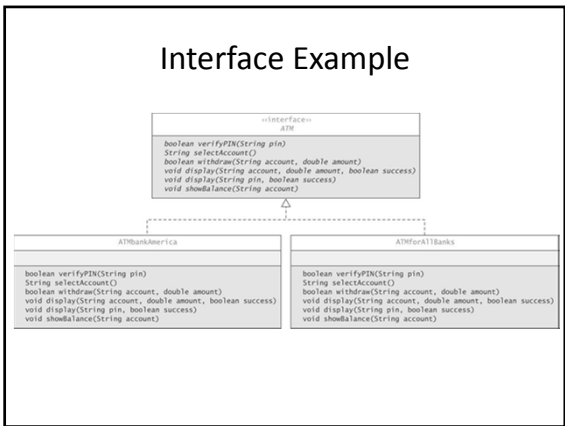 Interface Example
«interface»
ATM
boolean verifyPIN(String pin)
String selectAccount()
boolean withdraw(String account, double amount)
void display(String account, double amount, boolean success)
void display(String pin, boolean success)
void showBalance(String account)
ATMbankAmerica
boolean verifyPIN(String pin)
String selectAccount()
boolean withdraw(String account, double amount)
void display(String account, double amount, boolean success)
void display(String pin, boolean success)
void showBalance(String account)
ATMforAllBanks
boolean verifyPIN(String pin)
String selectAccount()
boolean withdraw(String account, double amount)
void display(String account, double amount, boolean success)
void display(String pin, boolean success)
void showBalance(String account)